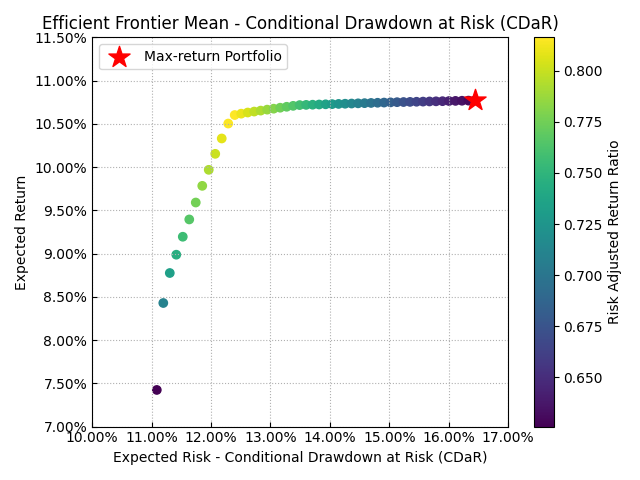 Efficient Frontier Mean - Conditional Drawdown at Risk (CDaR)
Max-return Portfolio
Expected Return
11.50%
11.00%
10.50%
10.00%
9.50%
9.00%
8.50%
8.00%
7.50%
7.00%
10.00% 11.00% 12.00% 13.00% 14.00% 15.00% 16.00% 17.00%
Expected Risk - Conditional Drawdown at Risk (CDaR)
0.800
0.775
0.750
0.725
0.700
0.675
0.650
Risk Adjusted Return Ratio